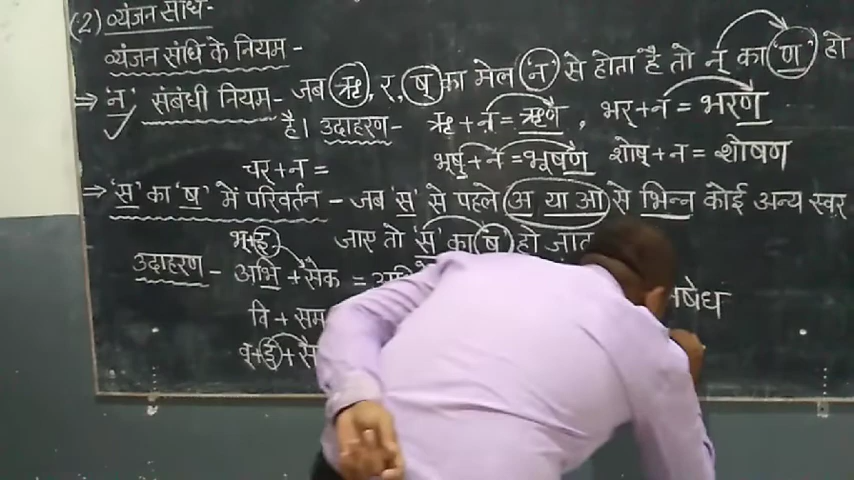 (2) व्यंजन संधि-
व्यंजन संधि के नियम -
⇒ 'न' संबंधी नियम- जब ऋ, र, ष् का मेल 'न' से होता है तो न् का 'ण' हो
है। उदाहरण- ऋ + न = ऋण , भर् + न = भरण
चर् + न = भूष् + न = भूषण शोष् + न = शोषण
⇒ 'स' का 'ष' में परिवर्तन - जब 'स' से पहले अ या आ से भिन्न कोई अन्य स्वर
जाए तो 'स' का ष हो जाता
भ्+इ
उदाहरण - अभि + सेक =
षेध
वि + सम
व्+इ+स